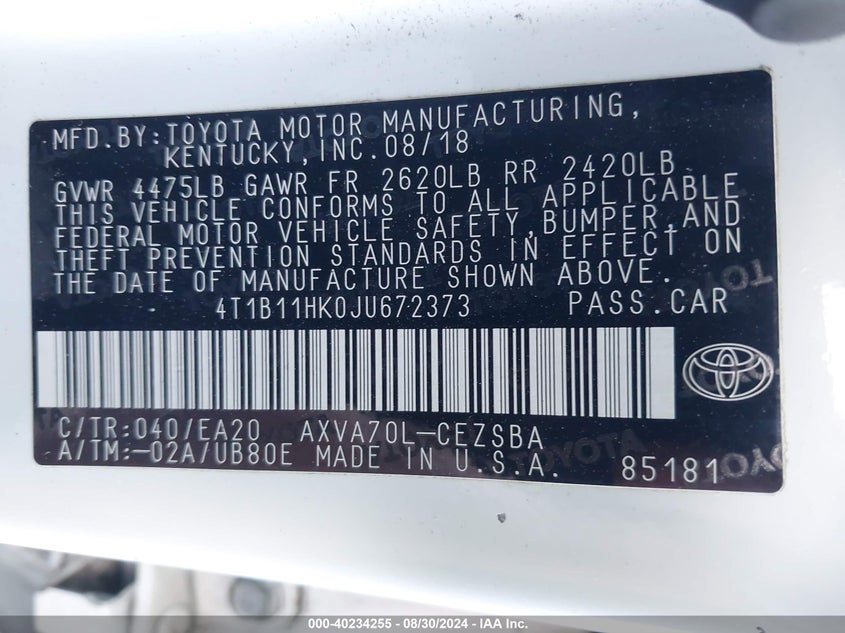 MFD.BY:TOYOTA MOTOR MANUFACTURING,
KENTUCKY,INC.08/18
GVWR 4475LB GAWR FR 2620LB RR 2420LB
THIS VEHICLE CONFORMS TO ALL APPLICABLE
FEDERAL MOTOR VEHICLE SAFETY,BUMPER,AND
THEFT PREVENTION STANDARDS IN EFFECT ON
THE DATE OF MANUFACTURE SHOWN ABOVE.
4T1B11HK0JU672373 PASS.CAR
C/TR:040/EA20 AXVA70L-CEZSBA
A/TM:-02A/UB80E MADE IN U.S.A. 85181
000-40234255 - 08/30/2024 - IAA Inc.